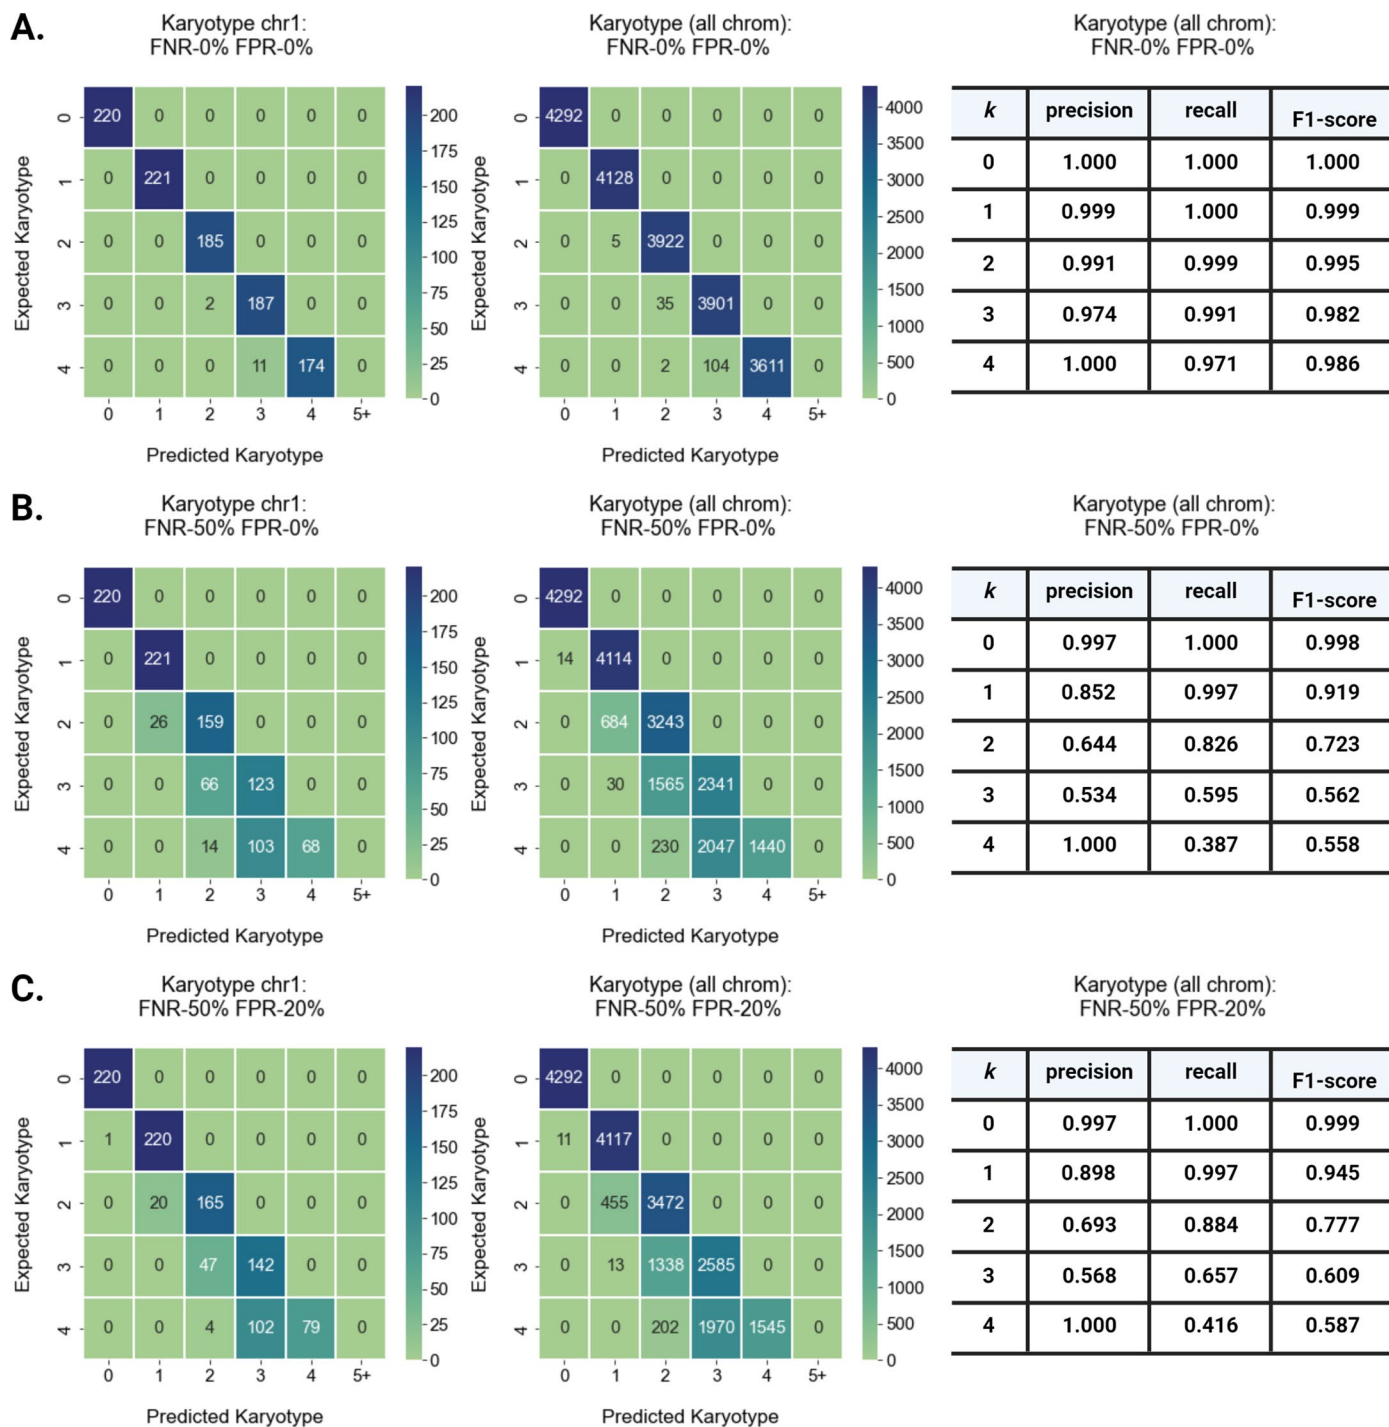 A.
Karyotype chr1:
FNR-0% FPR-0%
Expected Karyotype
0 220 0 0 0 0 0
1 0 221 0 0 0 0
2 0 0 185 0 0 0
3 0 0 2 187 0 0
4 0 0 0 11 174 0
0 1 2 3 4 5+
Predicted Karyotype
200
175
150
125
100
75
50
25
0
Karyotype (all chrom):
FNR-0% FPR-0%
Expected Karyotype
0 4292 0 0 0 0 0
1 0 4128 0 0 0 0
2 0 5 3922 0 0 0
3 0 0 35 3901 0 0
4 0 0 2 104 3611 0
0 1 2 3 4 5+
Predicted Karyotype
4000
3500
3000
2500
2000
1500
1000
500
0
Karyotype (all chrom):
FNR-0% FPR-0%
k precision recall F1-score
0 1.000 1.000 1.000
1 0.999 1.000 0.999
2 0.991 0.999 0.995
3 0.974 0.991 0.982
4 1.000 0.971 0.986
B.
Karyotype chr1:
FNR-50% FPR-0%
Expected Karyotype
0 220 0 0 0 0 0
1 0 221 0 0 0 0
2 0 26 159 0 0 0
3 0 0 66 123 0 0
4 0 0 14 103 68 0
0 1 2 3 4 5+
Predicted Karyotype
200
175
150
125
100
75
50
25
0
Karyotype (all chrom):
FNR-50% FPR-0%
Expected Karyotype
0 4292 0 0 0 0 0
1 14 4114 0 0 0 0
2 0 684 3243 0 0 0
3 0 30 1565 2341 0 0
4 0 0 230 2047 1440 0
0 1 2 3 4 5+
Predicted Karyotype
4000
3500
3000
2500
2000
1500
1000
500
0
Karyotype (all chrom):
FNR-50% FPR-0%
k precision recall F1-score
0 0.997 1.000 0.998
1 0.852 0.997 0.919
2 0.644 0.826 0.723
3 0.534 0.595 0.562
4 1.000 0.387 0.558
C.
Karyotype chr1:
FNR-50% FPR-20%
Expected Karyotype
0 220 0 0 0 0 0
1 1 220 0 0 0 0
2 0 20 165 0 0 0
3 0 0 47 142 0 0
4 0 0 4 102 79 0
0 1 2 3 4 5+
Predicted Karyotype
200
175
150
125
100
75
50
25
0
Karyotype (all chrom):
FNR-50% FPR-20%
Expected Karyotype
0 4292 0 0 0 0 0
1 11 4117 0 0 0 0
2 0 455 3472 0 0 0
3 0 13 1338 2585 0 0
4 0 0 202 1970 1545 0
0 1 2 3 4 5+
Predicted Karyotype
4000
3500
3000
2500
2000
1500
1000
500
0
Karyotype (all chrom):
FNR-50% FPR-20%
k precision recall F1-score
0 0.997 1.000 0.999
1 0.898 0.997 0.945
2 0.693 0.884 0.777
3 0.568 0.657 0.609
4 1.000 0.416 0.587